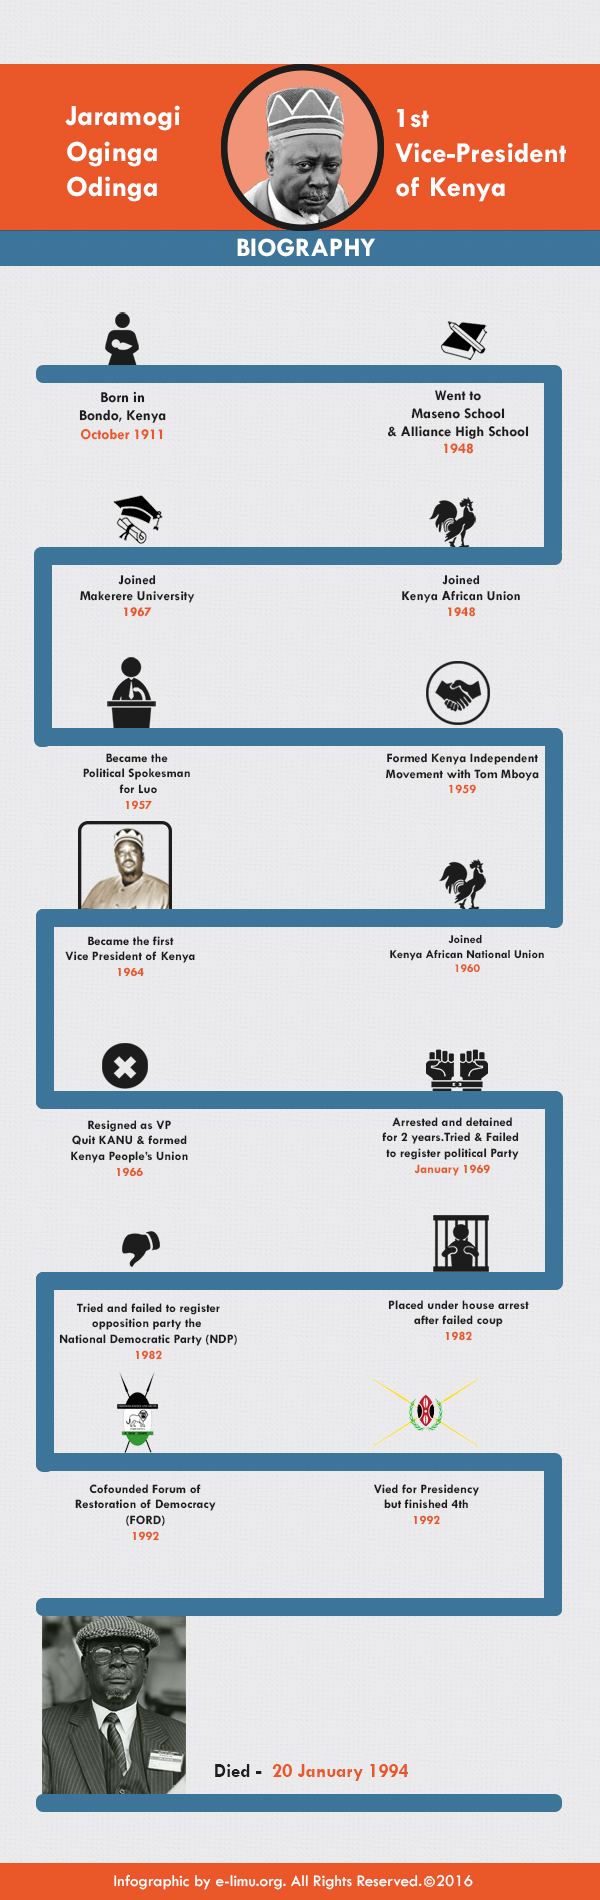 Jaramogi
Oginga
Odinga
1st
Vice-President
of Kenya
BIOGRAPHY
Born in
Bondo, Kenya
October 1911
Went to
Maseno School
& Alliance High School
1948
Joined
Makerere University
1967
Joined
Kenya African Union
1948
Became the
Political Spokesman
for Luo
1957
Formed Kenya Independent
Movement with Tom Mboya
1959
Became the first
Vice President of Kenya
1964
Joined
Kenya African National Union
1960
Resigned as VP
Quit KANU & formed
Kenya People's Union
1966
Arrested and detained
for 2 years.Tried & Failed
to register political Party
January 1969
Tried and failed to register
opposition party the
National Democratic Party (NDP)
1982
Placed under house arrest
after failed coup
1982
Cofounded Forum of
Restoration of Democracy
(FORD)
1992
Vied for Presidency
but finished 4th
1992
Died - 20 January 1994
Infographic by e-limu.org. All Rights Reserved.©2016